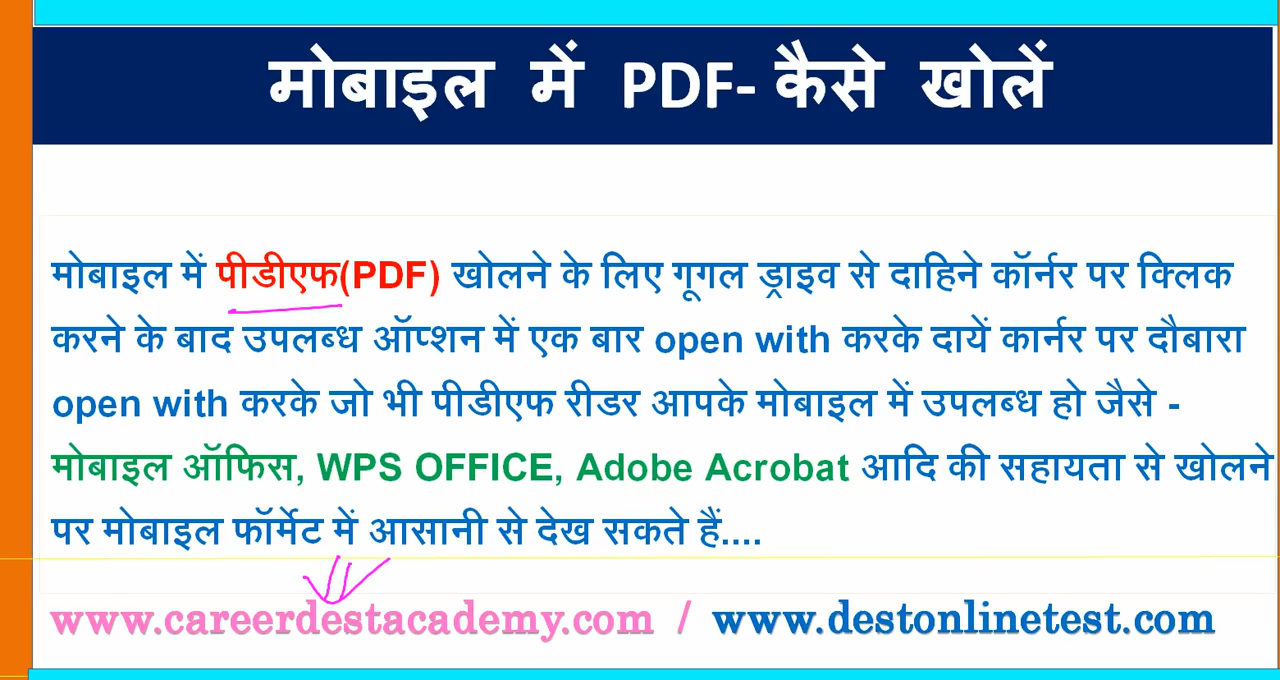 मोबाइल में PDF- कैसे खोलें
मोबाइल में पीडीएफ(PDF) खोलने के लिए गूगल ड्राइव से दाहिने कॉर्नर पर क्लिक
करने के बाद उपलब्ध ऑप्शन में एक बार open with करके दायें कार्नर पर दौबारा
open with करके जो भी पीडीएफ रीडर आपके मोबाइल में उपलब्ध हो जैसे -
मोबाइल ऑफिस, WPS OFFICE, Adobe Acrobat आदि की सहायता से खोलने
पर मोबाइल फॉर्मेट में आसानी से देख सकते हैं....
www.careerdestacademy.com / www.destonlinetest.com